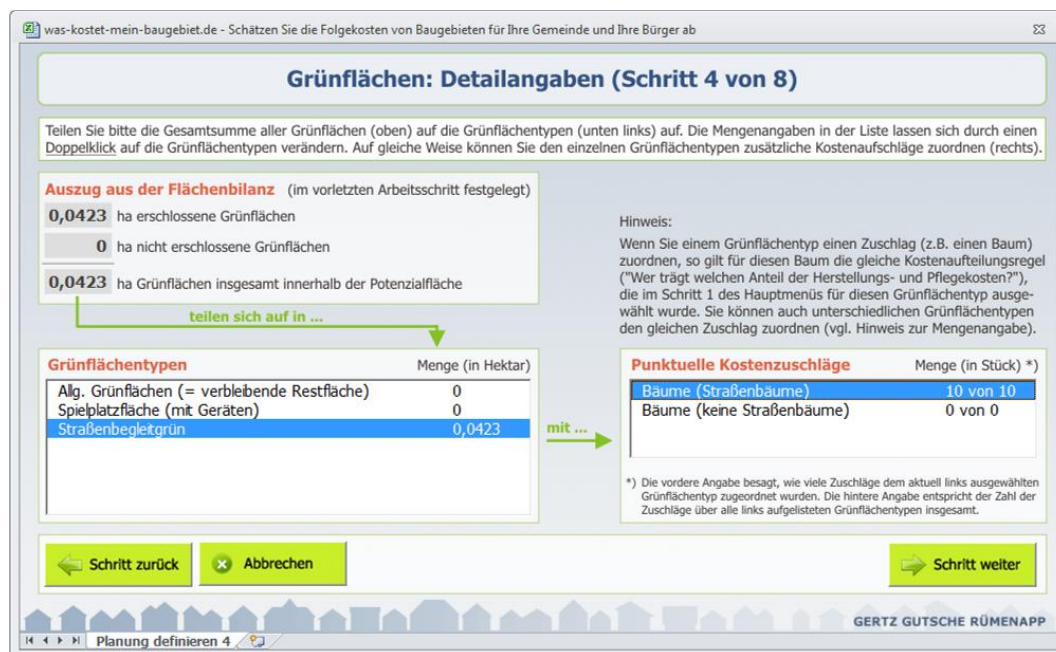 was-kostet-mein-baugebiet.de - Schätzen Sie die Folgekosten von Baugebieten für Ihre Gemeinde und Ihre Bürger ab
Grünflächen: Detailangaben (Schritt 4 von 8)
Teilen Sie bitte die Gesamtsumme aller Grünflächen (oben) auf die Grünflächentypen (unten links) auf. Die Mengenangaben in der Liste lassen sich durch einen
Doppelklick auf die Grünflächentypen verändern. Auf gleiche Weise können Sie den einzelnen Grünflächentypen zusätzliche Kostenaufschläge zuordnen (rechts).
Auszug aus der Flächenbilanz (im vorletzten Arbeitsschritt festgelegt)
0,0423 ha erschlossene Grünflächen
0 ha nicht erschlossene Grünflächen
0,0423 ha Grünflächen insgesamt innerhalb der Potenzialfläche
teilen sich auf in ...
Hinweis:
Wenn Sie einem Grünflächentyp einen Zuschlag (z.B. einen Baum)
zuordnen, so gilt für diesen Baum die gleiche Kostenaufteilungsregel
("Wer trägt welchen Anteil der Herstellungs- und Pflegekosten?"),
die im Schritt 1 des Hauptmenüs für diesen Grünflächentyp ausge-
wählt wurde. Sie können auch unterschiedlichen Grünflächentypen
den gleichen Zuschlag zuordnen (vgl. Hinweis zur Mengenangabe).
Grünflächentypen Menge (in Hektar)
Allg. Grünflächen (= verbleibende Restfläche) 0
Spielplatzfläche (mit Geräten) 0
Straßenbegleitgrün 0,0423
mit ...
Punktuelle Kostenzuschläge Menge (in Stück) *)
Bäume (Straßenbäume) 10 von 10
Bäume (keine Straßenbäume) 0 von 0
*) Die vordere Angabe besagt, wie viele Zuschläge dem aktuell links ausgewählten
Grünflächentyp zugeordnet wurden. Die hintere Angabe entspricht der Zahl der
Zuschläge über alle links aufgelisteten Grünflächentypen insgesamt.
Schritt zurück Abbrechen Schritt weiter
GERTZ GUTSCHE RÜMENAPP
Planung definieren 4